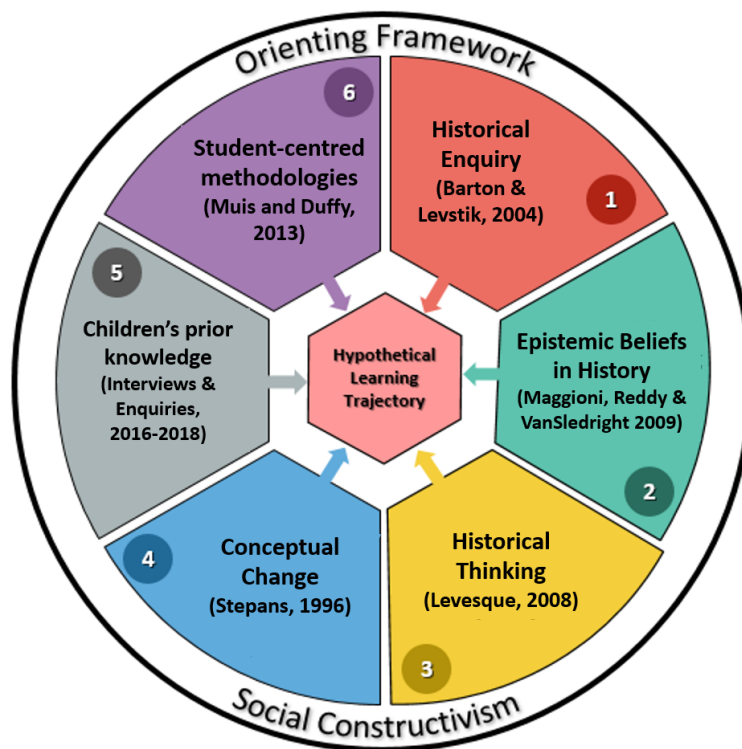 Orienting Framework
6
Student-centred
methodologies
(Muis and Duffy,
2013)
Historical
Enquiry
(Barton &
Levstik, 2004)
1
5
Children's prior
knowledge
(Interviews &
Enquiries,
2016-2018)
Hypothetical
Learning
Trajectory
Epistemic Beliefs
in History
(Maggioni, Reddy &
VanSledright 2009)
2
4
Conceptual
Change
(Stepans, 1996)
Historical
Thinking
(Levesque, 2008)
3
Social Constructivism